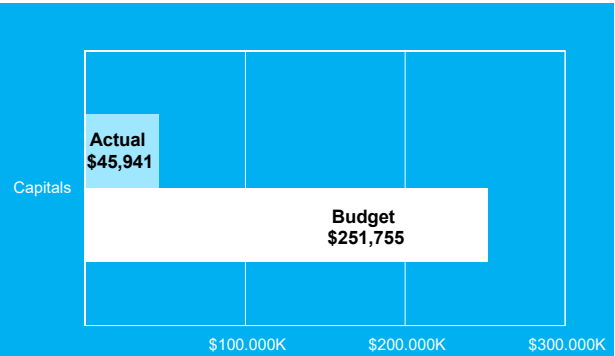 Actual
$45,941
Capitals
Budget
$251,755
$100.000K
$200.000K
$300.000K